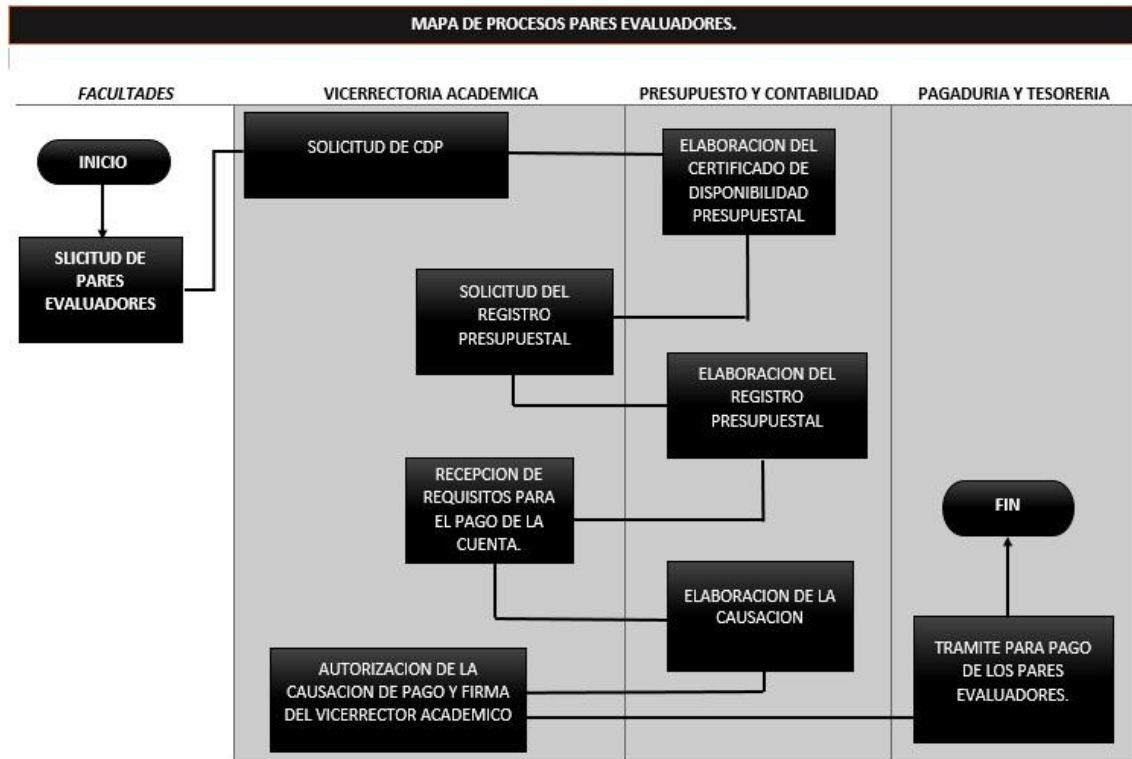 MAPA DE PROCESOS PARES EVALUADORES.
FACULTADES
VICERRECTORIA ACADEMICA
PRESUPUESTO Y CONTABILIDAD
PAGADURIA Y TESORERIA
INICIO
SLICITUD DE
PARES
EVALUADORES
SOLICITUD DE CDP
ELABORACION DEL
CERTIFICADO DE
DISPONIBILIDAD
PRESUPUESTAL
SOLICITUD DEL
REGISTRO
PRESUPUESTAL
ELABORACION DEL
REGISTRO
PRESUPUESTAL
RECEPCION DE
REQUISITOS PARA
EL PAGO DE LA
CUENTA.
ELABORACION DE LA
CAUSACION
AUTORIZACION DE LA
CAUSACION DE PAGO Y FIRMA
DEL VICERRECTOR ACADEMICO
TRAMITE PARA PAGO
DE LOS PARES
EVALUADORES.
FIN